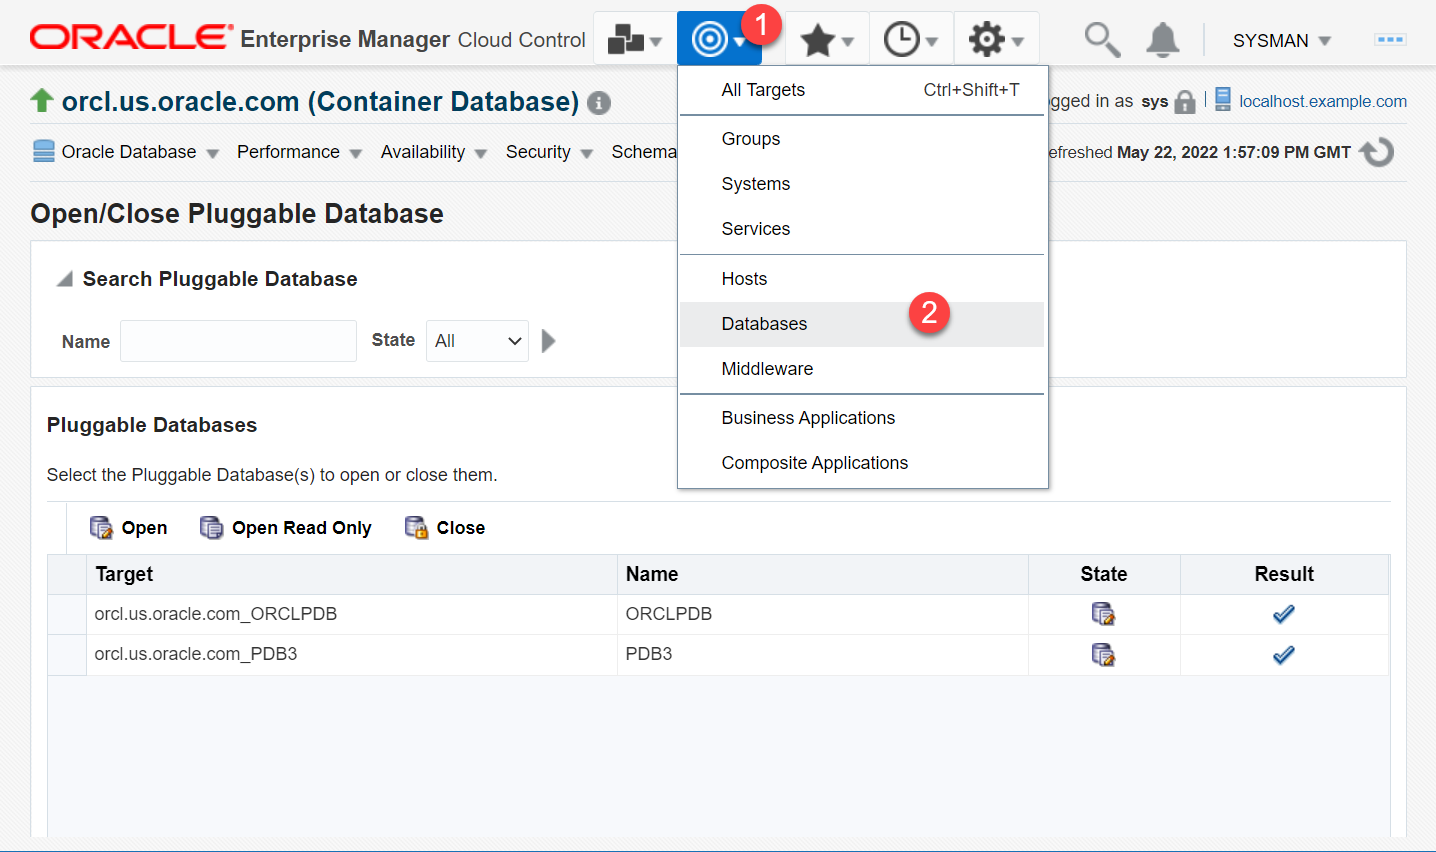 ORACLE Enterprise Manager Cloud Control
1
SYSMAN
orcl.us.oracle.com (Container Database) i
gged in as sys
localhost.example.com
Oracle Database Performance Availability Security Schema
efreshed May 22, 2022 1:57:09 PM GMT
All Targets Ctrl+Shift+T
Groups
Systems
Services
Hosts
Databases 2
Middleware
Business Applications
Composite Applications
Open/Close Pluggable Database
Search Pluggable Database
Name State All
Pluggable Databases
Select the Pluggable Database(s) to open or close them.
Open Open Read Only Close
Target Name State Result
orcl.us.oracle.com_ORCLPDB ORCLPDB
orcl.us.oracle.com_PDB3 PDB3